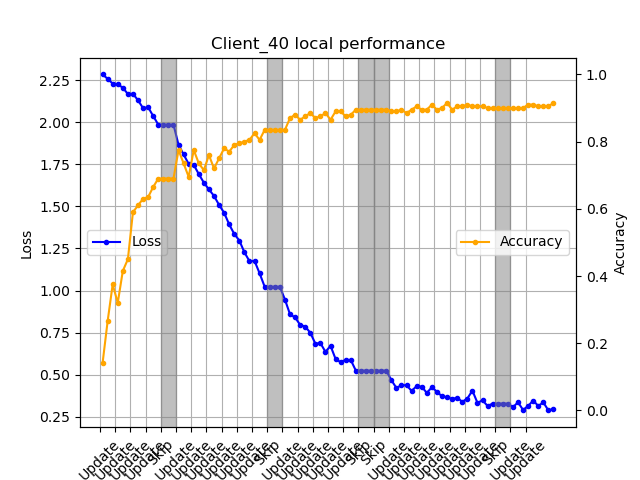 Client_40 local performance
2.25
2.00
1.75
1.50
1.25
1.00
0.75
0.50
0.25
Loss
Loss
Accuracy
1.0
0.8
0.6
0.4
0.2
0.0
Accuracy
Update
Update
Update
Update
Skip
Update
Update
Update
Update
Update
Skip
Update
Update
Update
Update
Update
Skip
Skip
Update
Update
Update
Update
Update
Update
Update
Skip
Update
Update